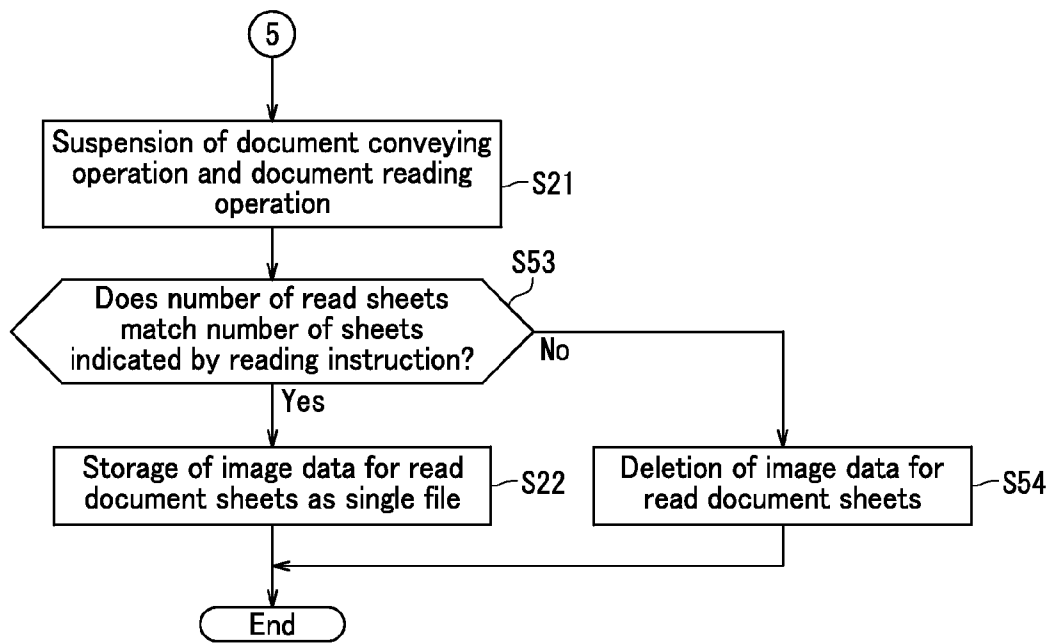 5
Suspension of document conveying
operation and document reading
operation
S21
S53
Does number of read sheets
match number of sheets
indicated by reading instruction?
No
Yes
Storage of image data for read
document sheets as single file
S22
Deletion of image data for
read document sheets
S54
End